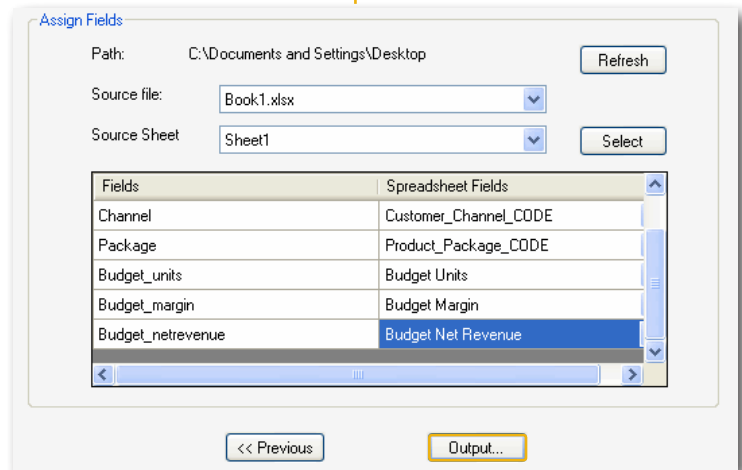 Assign Fields
Path: C:\Documents and Settings\Desktop
Refresh
Source file: Book1.xlsx
Source Sheet Sheet1
Select
Fields Spreadsheet Fields
Channel Customer_Channel_CODE
Package Product_Package_CODE
Budget_units Budget Units
Budget_margin Budget Margin
Budget_netrevenue Budget Net Revenue
<< Previous Output...